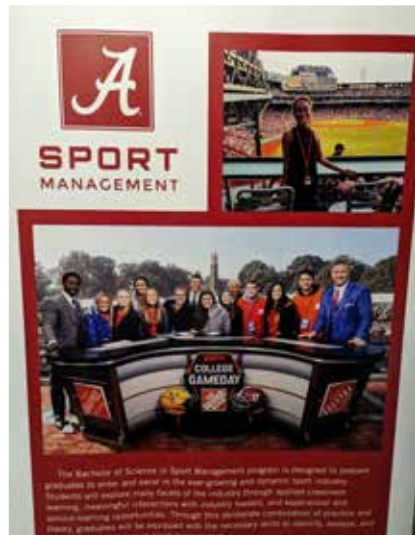 A
SPORT
MANAGEMENT
COLLEGE
GAMEDAY
The Bachelor of Science in Sport Management program is designed to prepare
graduates to enter and excel in the ever-growing and dynamic sport industry.
Students will explore many facets of the industry through applied classroom
learning, meaningful interactions with industry leaders, and experiential and
service-learning opportunities. Through this deliberate combination of practice and
theory, graduates will be equipped with the necessary skills to identify, analyze, and